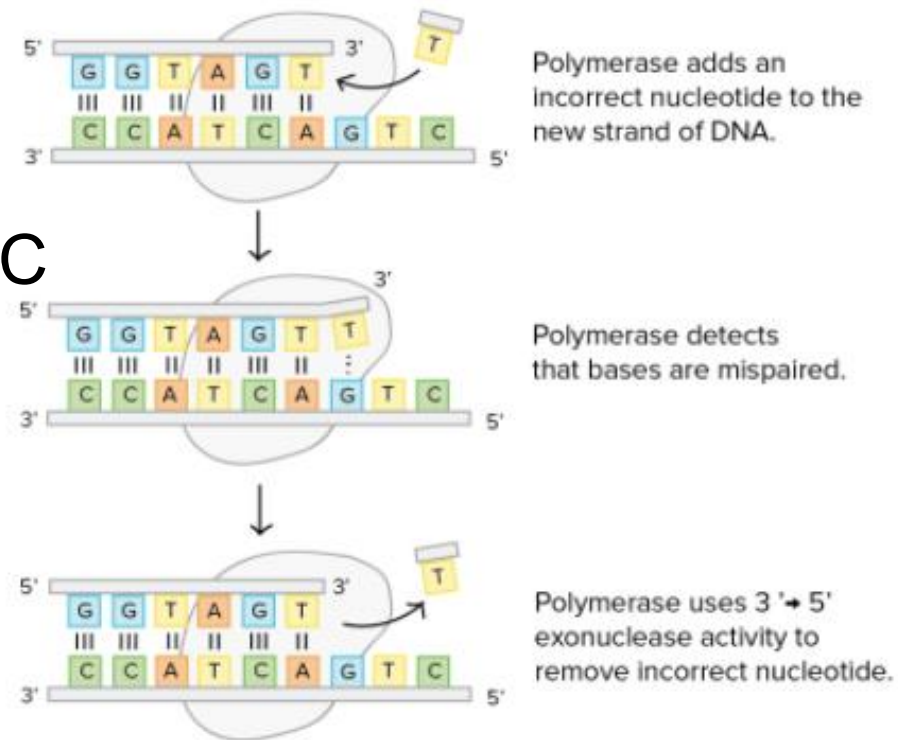 T
5' 3'
G G T A G T
C C A T C A G T C
3' 5'
Polymerase adds an
incorrect nucleotide to the
new strand of DNA.
C
3'
5'
G G T A G T T
C C A T C A G T C
3' 5'
Polymerase detects
that bases are mispaired.
T
5' 3'
G G T A G T
C C A T C A G T C
3' 5'
Polymerase uses 3 '→ 5'
exonuclease activity to
remove incorrect nucleotide.